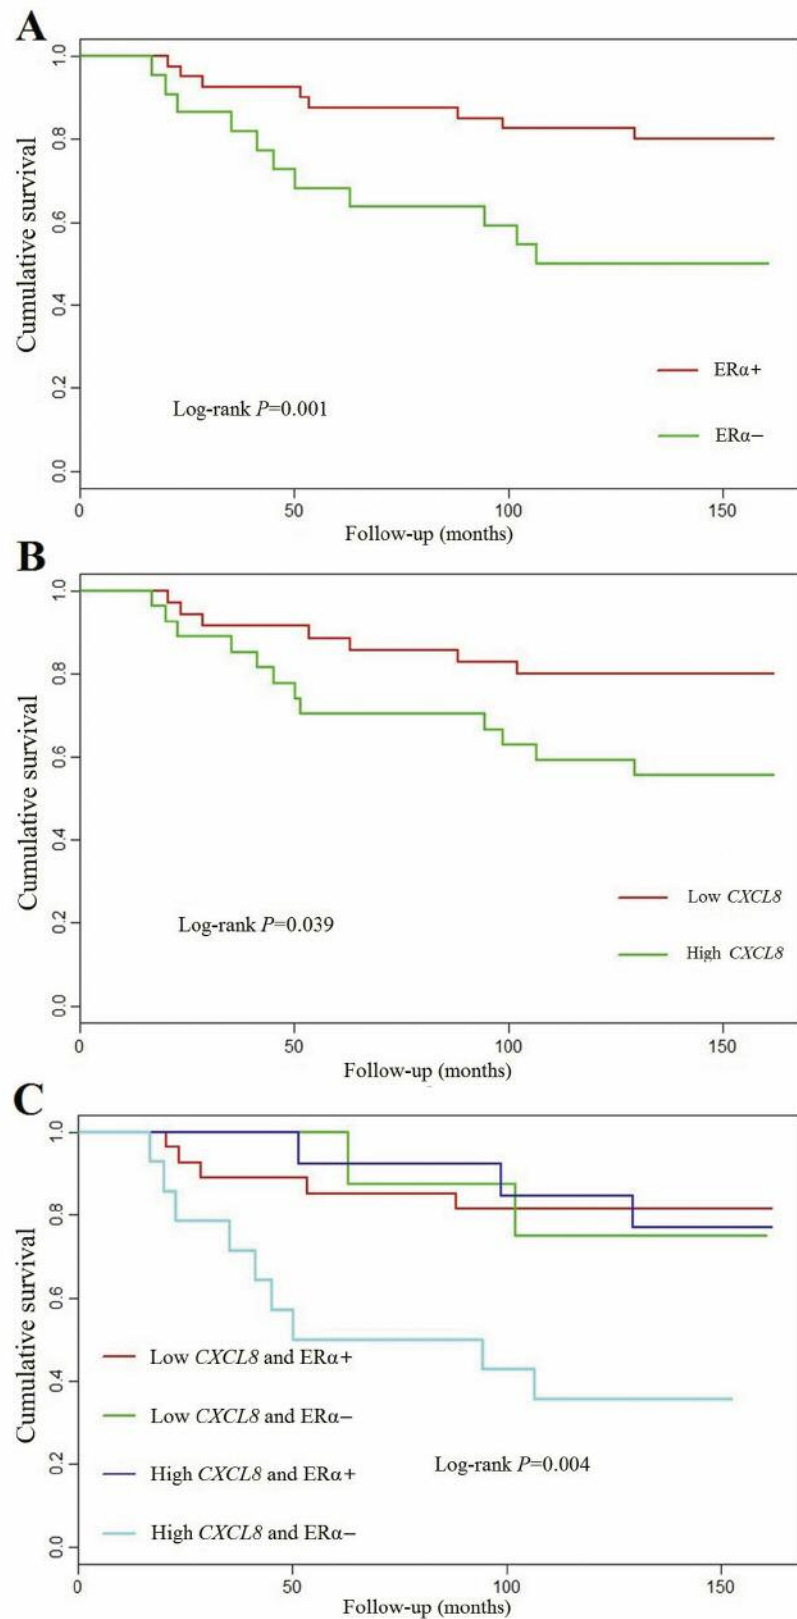 A
Cumulative survival
1.0
0.8
0.6
0.4
0.2
0.0
Log-rank P=0.001
ERα+
ERα−
0 50 100 150
Follow-up (months)
B
Cumulative survival
1.0
0.8
0.6
0.4
0.2
0.0
Log-rank P=0.039
Low CXCL8
High CXCL8
0 50 100 150
Follow-up (months)
C
Cumulative survival
1.0
0.8
0.6
0.4
0.2
0.0
Low CXCL8 and ERα+
Low CXCL8 and ERα−
High CXCL8 and ERα+
High CXCL8 and ERα−
Log-rank P=0.004
0 50 100 150
Follow-up (months)